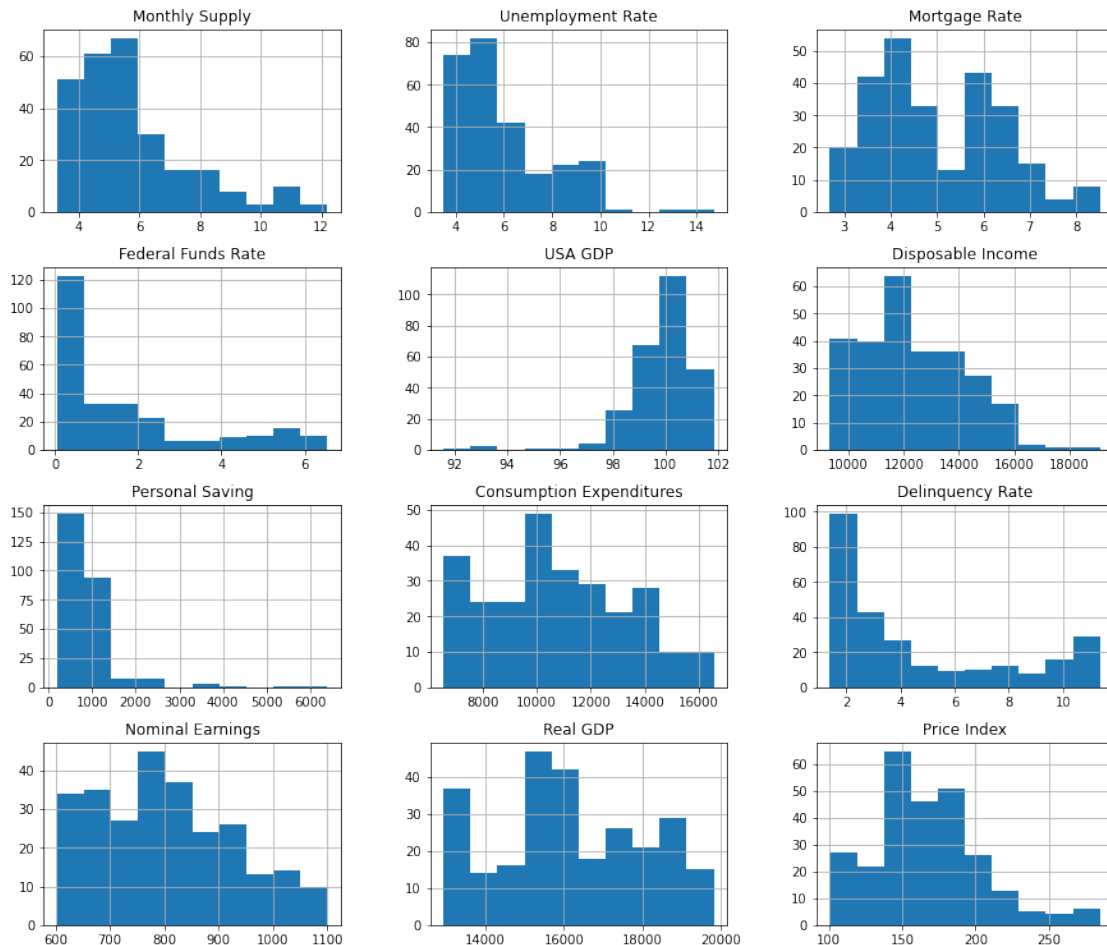 Monthly Supply
60
40
20
0
4 6 8 10 12
Unemployment Rate
80
60
40
20
0
4 6 8 10 12 14
Mortgage Rate
50
40
30
20
10
0
3 4 5 6 7 8
Federal Funds Rate
120
100
80
60
40
20
0
0 2 4 6
USA GDP
100
80
60
40
20
0
92 94 96 98 100 102
Disposable Income
60
50
40
30
20
10
0
10000 12000 14000 16000 18000
Personal Saving
150
125
100
75
50
25
0
0 1000 2000 3000 4000 5000 6000
Consumption Expenditures
50
40
30
20
10
0
8000 10000 12000 14000 16000
Delinquency Rate
100
80
60
40
20
0
2 4 6 8 10
Nominal Earnings
40
30
20
10
0
600 700 800 900 1000 1100
Real GDP
40
30
20
10
0
14000 16000 18000 20000
Price Index
60
50
40
30
20
10
0
100 150 200 250